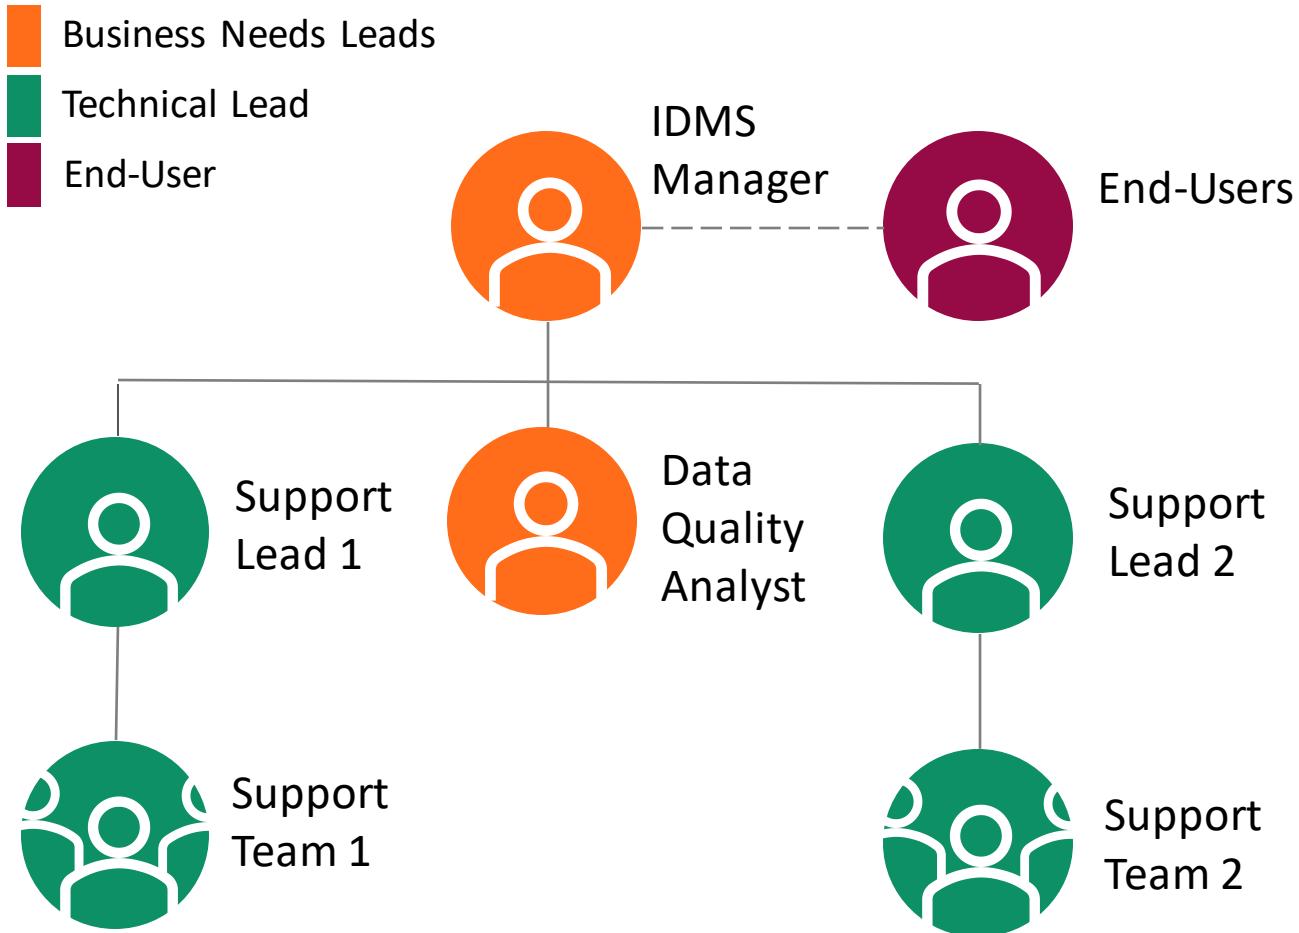 Business Needs Leads
Technical Lead
End-User
IDMS
Manager
End-Users
Support
Lead 1
Data
Quality
Analyst
Support
Lead 2
Support
Team 1
Support
Team 2